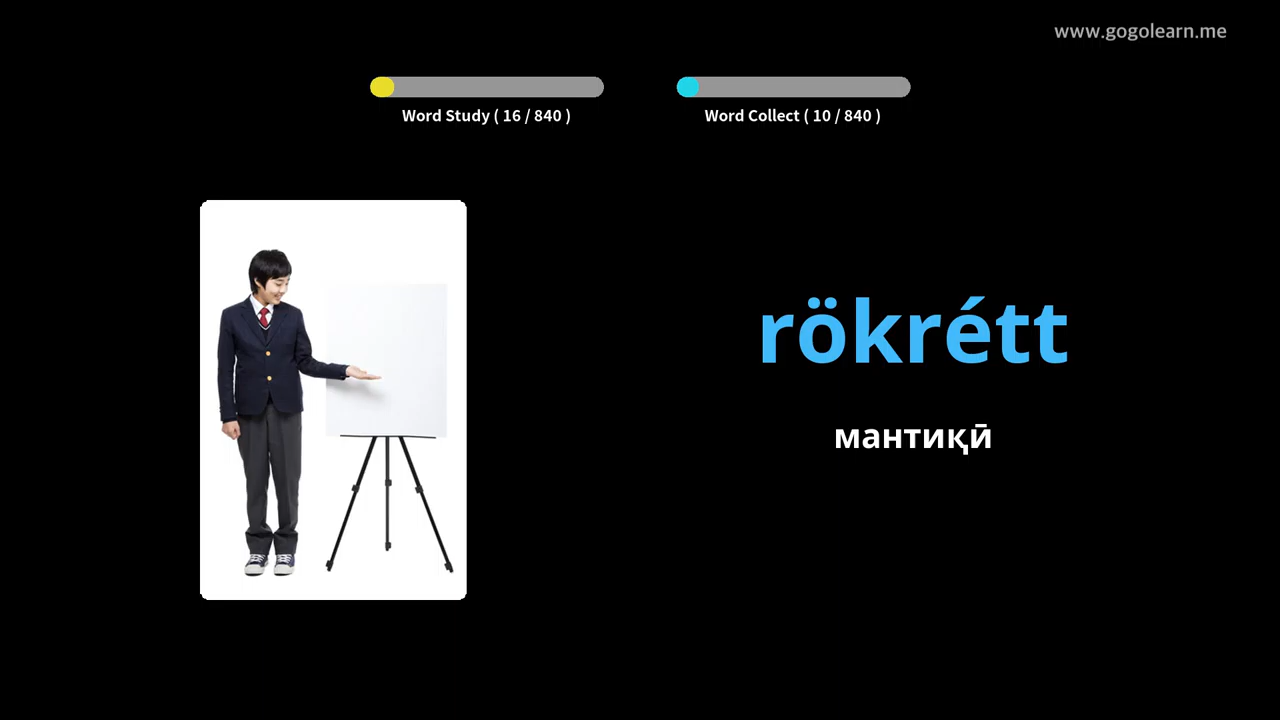 www.gogolearn.me
Word Study ( 16 / 840 )
Word Collect ( 10 / 840 )
rökrétt
мантиқӣ